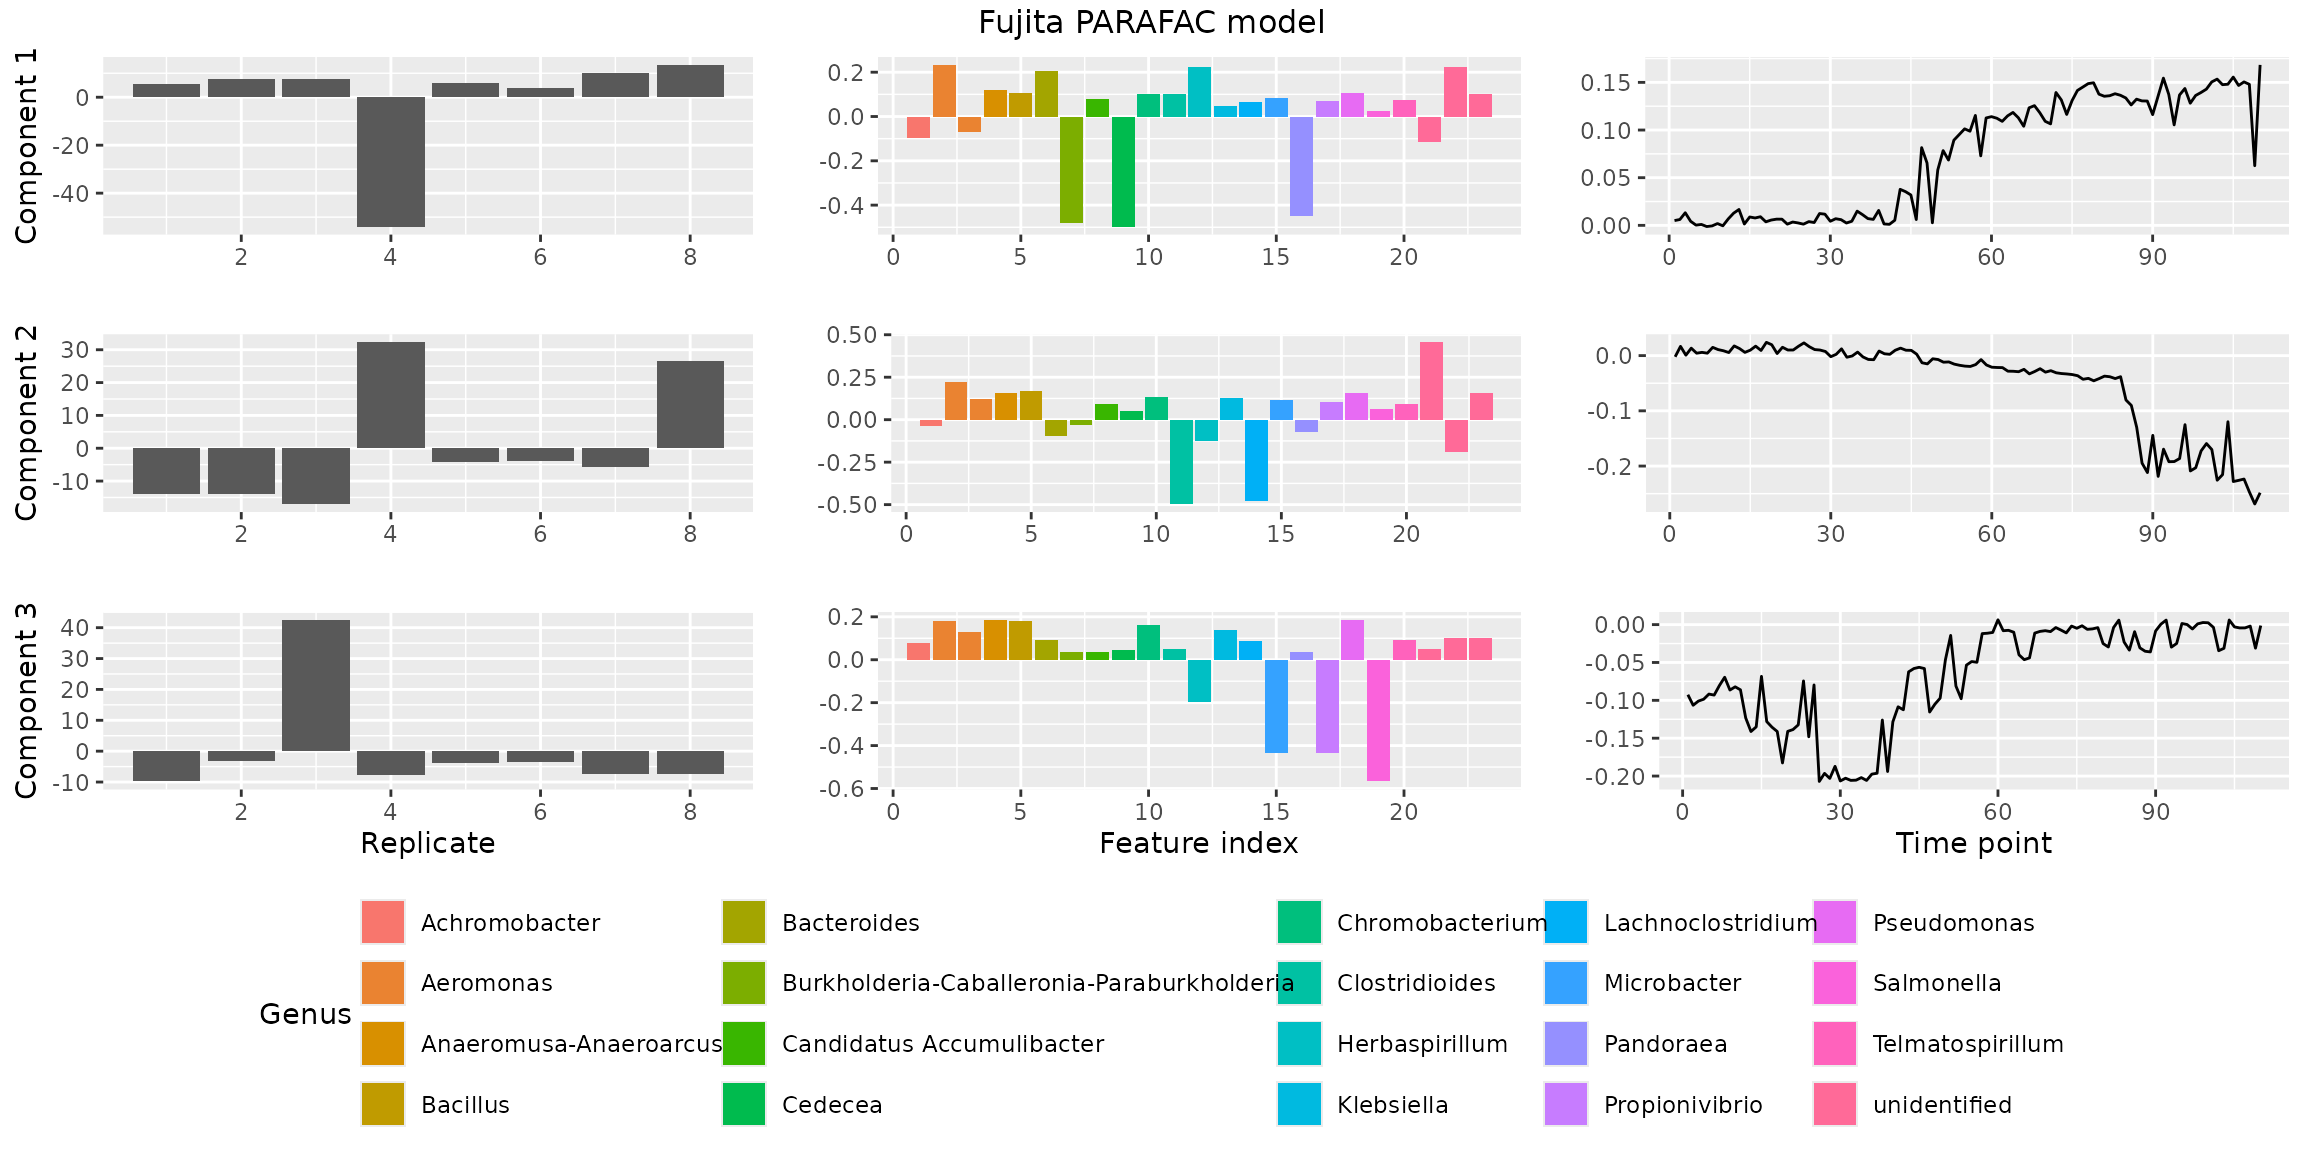 Fujita PARAFAC model
Component 1
0
-20
-40
2 4 6 8
0.2
0.0
-0.2
-0.4
0 5 10 15 20
0.15
0.10
0.05
0.00
0 30 60 90
Component 2
30
20
10
0
-10
2 4 6 8
0.50
0.25
0.00
-0.25
-0.50
0 5 10 15 20
0.0
-0.1
-0.2
0 30 60 90
Component 3
40
30
20
10
0
-10
2 4 6 8
Replicate
0.2
0.0
-0.2
-0.4
-0.6
0 5 10 15 20
Feature index
0.00
-0.05
-0.10
-0.15
-0.20
0 30 60 90
Time point
Genus
Achromobacter
Aeromonas
Anaeromusa-Anaeroarcus
Bacillus
Bacteroides
Burkholderia-Caballeronia-Paraburkholderia
Candidatus Accumulibacter
Cedecea
Chromobacterium
Clostridioides
Herbaspirillum
Klebsiella
Lachnoclostridium
Microbacter
Pandoraea
Propionivibrio
Pseudomonas
Salmonella
Telmatospirillum
unidentified